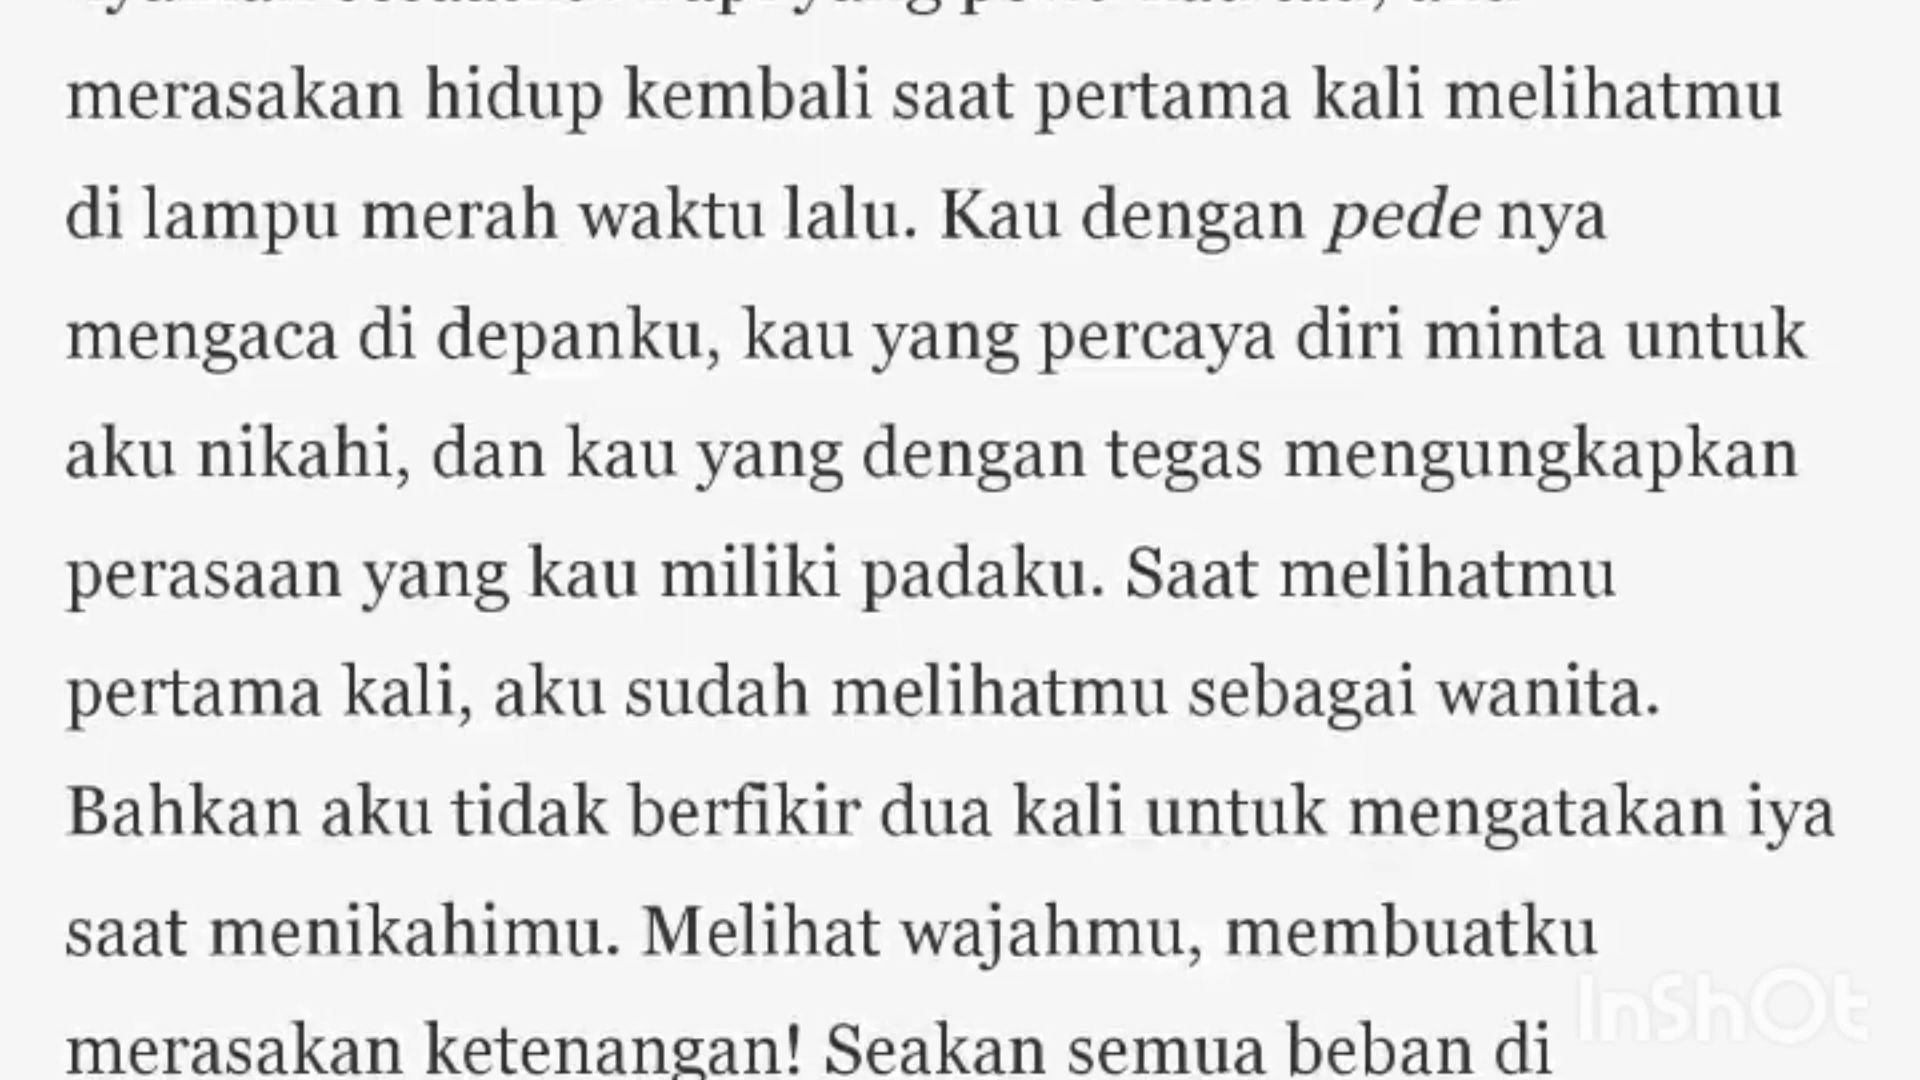 merasakan hidup kembali saat pertama kali melihatmu
di lampu merah waktu lalu. Kau dengan pede nya
mengaca di depanku, kau yang percaya diri minta untuk
aku nikahi, dan kau yang dengan tegas mengungkapkan
perasaan yang kau miliki padaku. Saat melihatmu
pertama kali, aku sudah melihatmu sebagai wanita.
Bahkan aku tidak berfikir dua kali untuk mengatakan iya
saat menikahimu. Melihat wajahmu, membuatku
merasakan ketenangan! Seakan semua beban di
InShOt